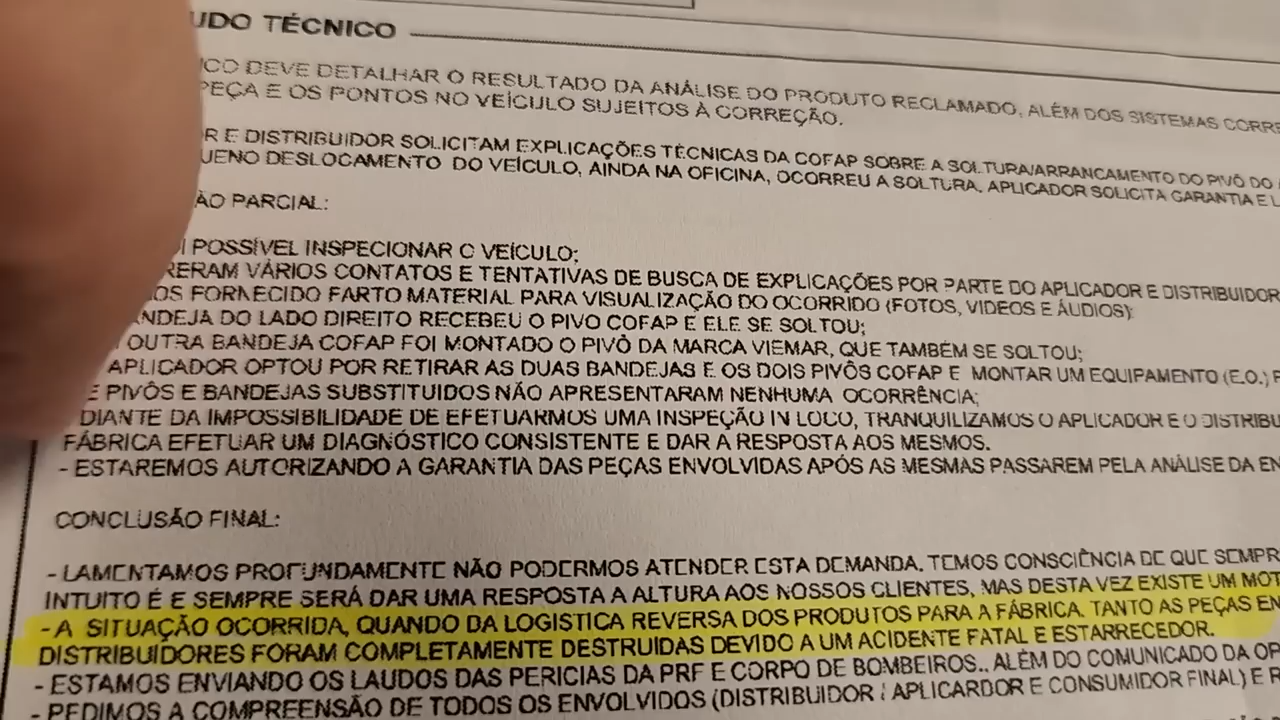 UDO TÉCNICO
ICO DEVE DETALHAR O RESULTADO DA ANÁLISE DO PRODUTO RECLAMADO, ALÉM DOS SISTEMAS CORRE
PEÇA E OS PONTOS NO VEÍCULO SUJEITOS À CORREÇÃO.
R E DISTRIBUIDOR SOLICITAM EXPLICAÇÕES TÉCNICAS DA COFAP SOBRE A SOLTURA/ARRANCAMENTO DO PIVÔ DO
UENO DESLOCAMENTO DO VEÍCULO, AINDA NA OFICINA, OCORREU A SOLTURA. APLICADOR SOLICITA GARANTIA E L
ÃO PARCIAL:
I POSSÍVEL INSPECIONAR O VEÍCULO;
RERAM VÁRIOS CONTATOS E TENTATIVAS DE BUSCA DE EXPLICAÇÕES POR PARTE DO APLICADOR E DISTRIBUIDOR
OS FORNECIDO FARTO MATERIAL PARA VISUALIZAÇÃO DO OCORRIDO (FOTOS, VIDEOS E ÁUDIOS);
ANDEJA DO LADO DIREITO RECEBEU O PIVO COFAP E ELE SE SOLTOU;
OUTRA BANDEJA COFAP FOI MONTADO O PIVÔ DA MARCA VIEMAR, QUE TAMBÉM SE SOLTOU;
APLICADOR OPTOU POR RETIRAR AS DUAS BANDEJAS E OS DOIS PIVÔS COFAP E MONTAR UM EQUIPAMENTO (E.O.) P
E PIVÔS E BANDEJAS SUBSTITUIDOS NÃO APRESENTARAM NENHUMA OCORRÊNCIA;
DIANTE DA IMPOSSIBILIDADE DE EFETUARMOS UMA INSPEÇÃO IN LOCO, TRANQUILIZAMOS O APLICADOR E O DISTRIBU
FÁBRICA EFETUAR UM DIAGNÓSTICO CONSISTENTE E DAR A RESPOSTA AOS MESMOS.
- ESTAREMOS AUTORIZANDO A GARANTIA DAS PEÇAS ENVOLVIDAS APÓS AS MESMAS PASSAREM PELA ANÁLISE DA EN
CONCLUSÃO FINAL:
- LAMENTAMOS PROFUNDAMENTE NÃO PODERMOS ATENDER ESTA DEMANDA. TEMOS CONSCIÊNCIA DE QUE SEMPR
INTUITO É E SEMPRE SERÁ DAR UMA RESPOSTA A ALTURA AOS NOSSOS CLIENTES, MAS DESTA VEZ EXISTE UM MOT
- A SITUAÇÃO OCORRIDA, QUANDO DA LOGISTICA REVERSA DOS PRODUTOS PARA A FÁBRICA, TANTO AS PEÇAS EN
DISTRIBUIDORES FORAM COMPLETAMENTE DESTRUIDAS DEVIDO A UM ACIDENTE FATAL E ESTARRECEDOR.
- ESTAMOS ENVIANDO OS LAUDOS DAS PERICIAS DA PRF E CORPO DE BOMBEIROS.. ALÉM DO COMUNICADO DA OP
- PEDIMOS A COMPREENSÃO DE TODOS OS ENVOLVIDOS (DISTRIBUIDOR / APLICARDOR E CONSUMIDOR FINAL) E R